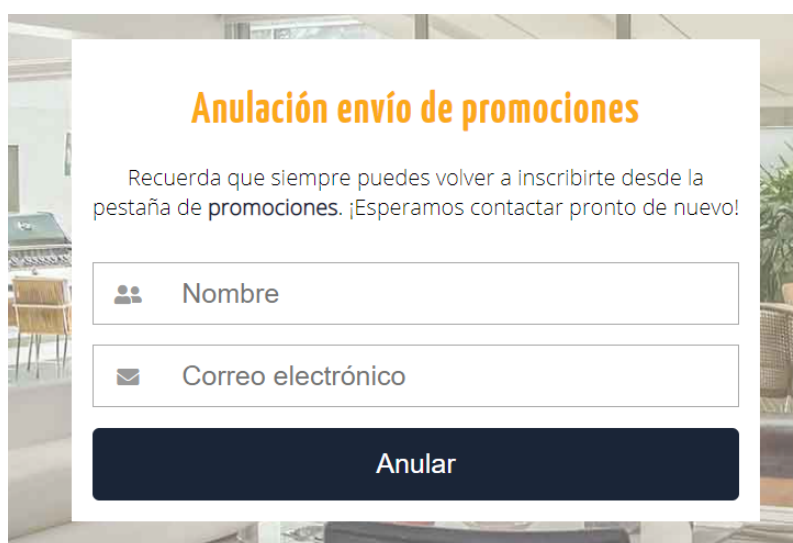 Anulación envío de promociones
Recuerda que siempre puedes volver a inscribirte desde la
pestaña de promociones. ¡Esperamos contactar pronto de nuevo!
Nombre
Correo electrónico
Anular